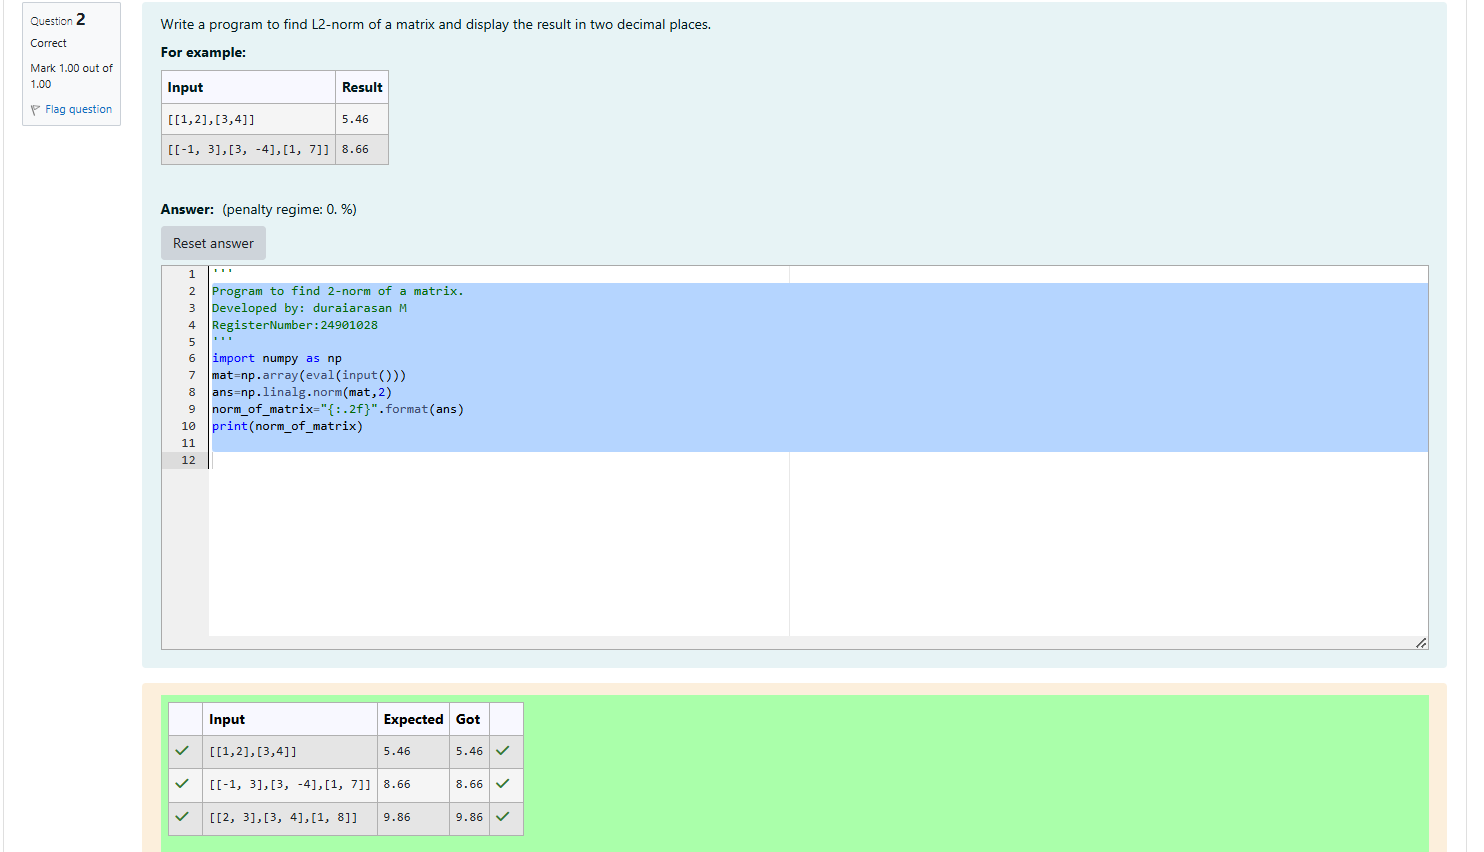 Question 2
Correct
Mark 1.00 out of
1.00
Flag question
Write a program to find L2-norm of a matrix and display the result in two decimal places.
For example:
Input Result
[[1,2],[3,4]] 5.46
[[-1, 3],[3, -4],[1, 7]] 8.66
Answer: (penalty regime: 0. %)
Reset answer
1 '''
2 Program to find 2-norm of a matrix.
3 Developed by: duraiarasan M
4 RegisterNumber:24901028
5 '''
6 import numpy as np
7 mat=np.array(eval(input()))
8 ans=np.linalg.norm(mat,2)
9 norm_of_matrix="{:.2f}".format(ans)
10 print(norm_of_matrix)
11
12
Input Expected Got
[[1,2],[3,4]] 5.46 5.46
[[-1, 3],[3, -4],[1, 7]] 8.66 8.66
[[2, 3],[3, 4],[1, 8]] 9.86 9.86